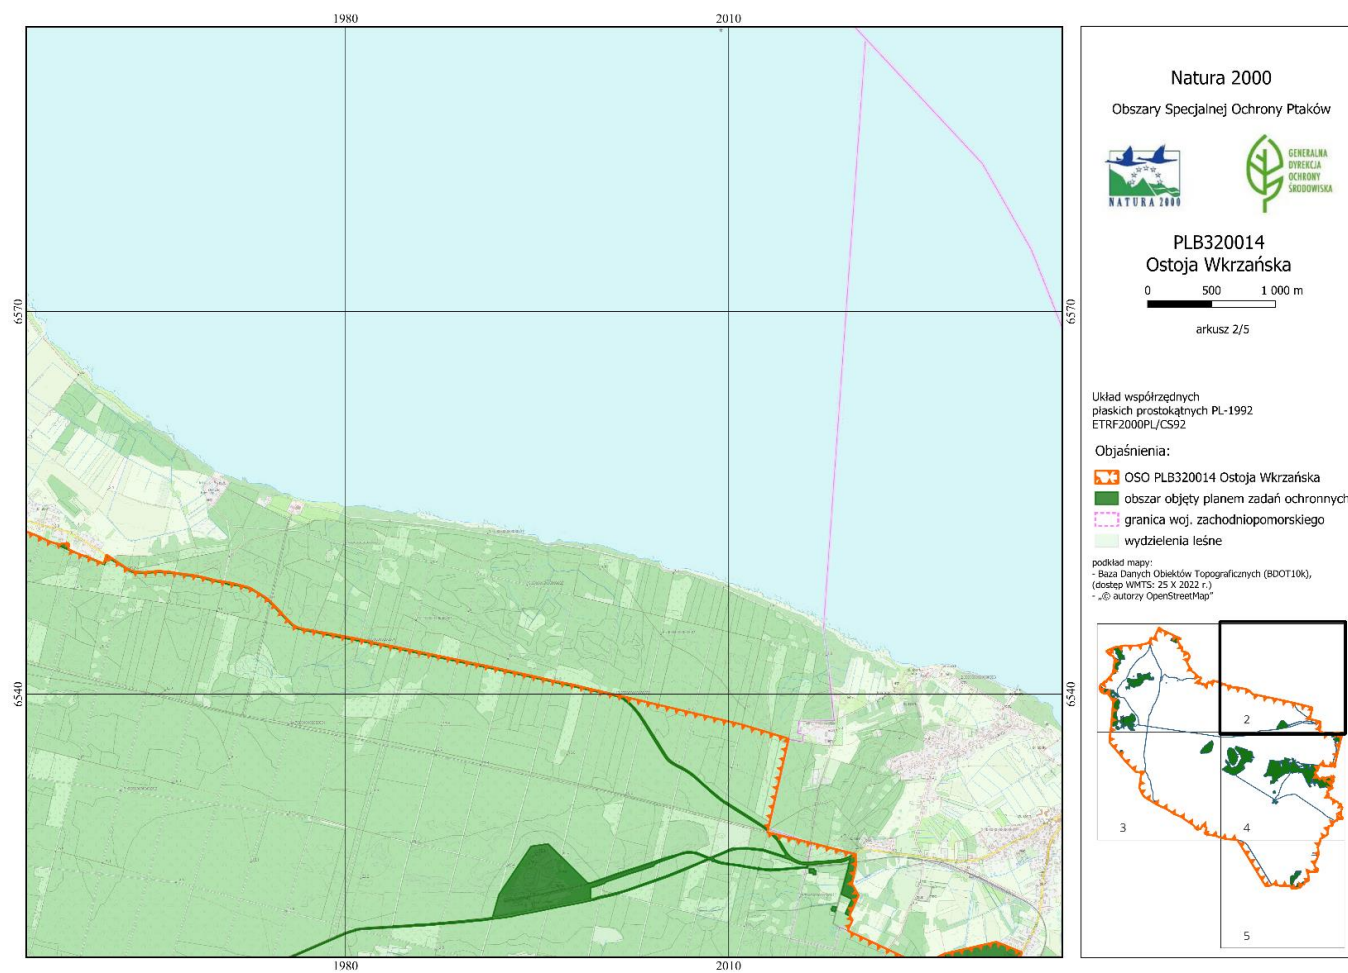 1980
2010
6570
6570
6540
6540
1980
2010
Natura 2000
Obszary Specjalnej Ochrony Ptaków
NATURA 2000
GENERALNA
DYREKCJA
OCHRONY
ŚRODOWISKA
PLB320014
Ostoja Wkrzańska
0 500 1 000 m
arkusz 2/5
Układ współrzędnych
płaskich prostokątnych PL-1992
ETRF2000PL/CS92
Objaśnienia:
OSO PLB320014 Ostoja Wkrzańska
obszar objęty planem zadań ochronnych
granica woj. zachodniopomorskiego
wydzielenia leśne
podkład mapy:
- Baza Danych Obiektów Topograficznych (BDOT10k),
(dostęp WMTS: 25 X 2022 r.)
- „© autorzy OpenStreetMap”
2
3
4
5